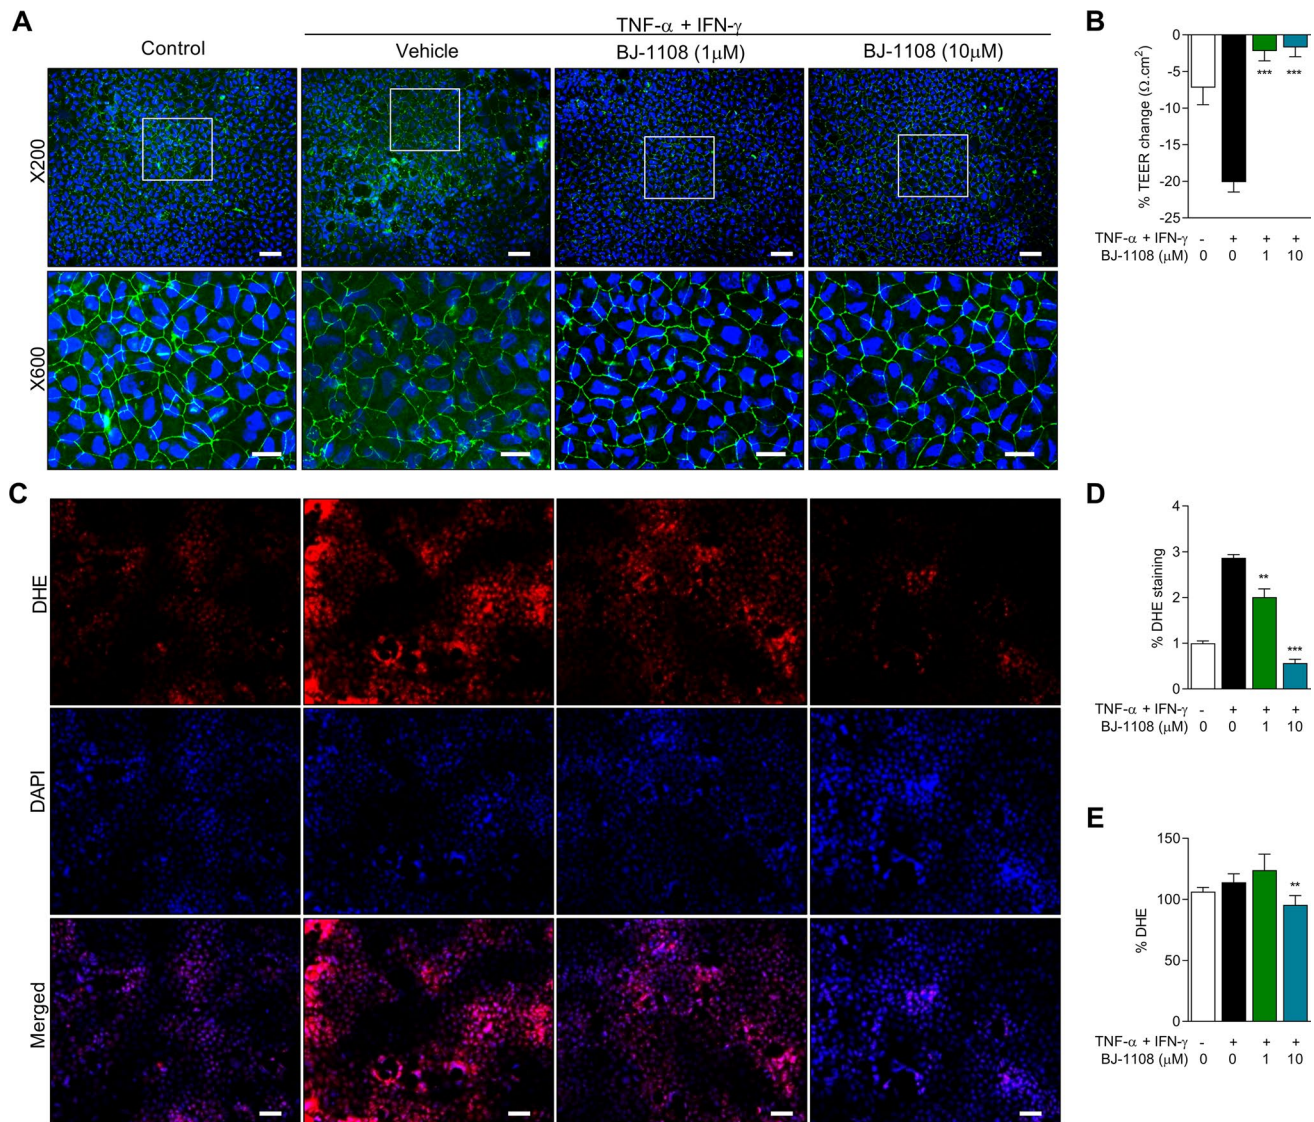 A
TNF-α + IFN-γ
Control
Vehicle
BJ-1108 (1μM)
BJ-1108 (10μM)
X200
X600
B
% TEER change (Ω.cm²)
0
-5
-10
-15
-20
-25
*** ***
TNF-α + IFN-γ - + + +
BJ-1108 (μM) 0 0 1 10
C
DHE
DAPI
Merged
D
% DHE staining
4
3
2
1
0
**
***
TNF-α + IFN-γ - + + +
BJ-1108 (μM) 0 0 1 10
E
% DHE
150
100
50
0
**
TNF-α + IFN-γ - + + +
BJ-1108 (μM) 0 0 1 10